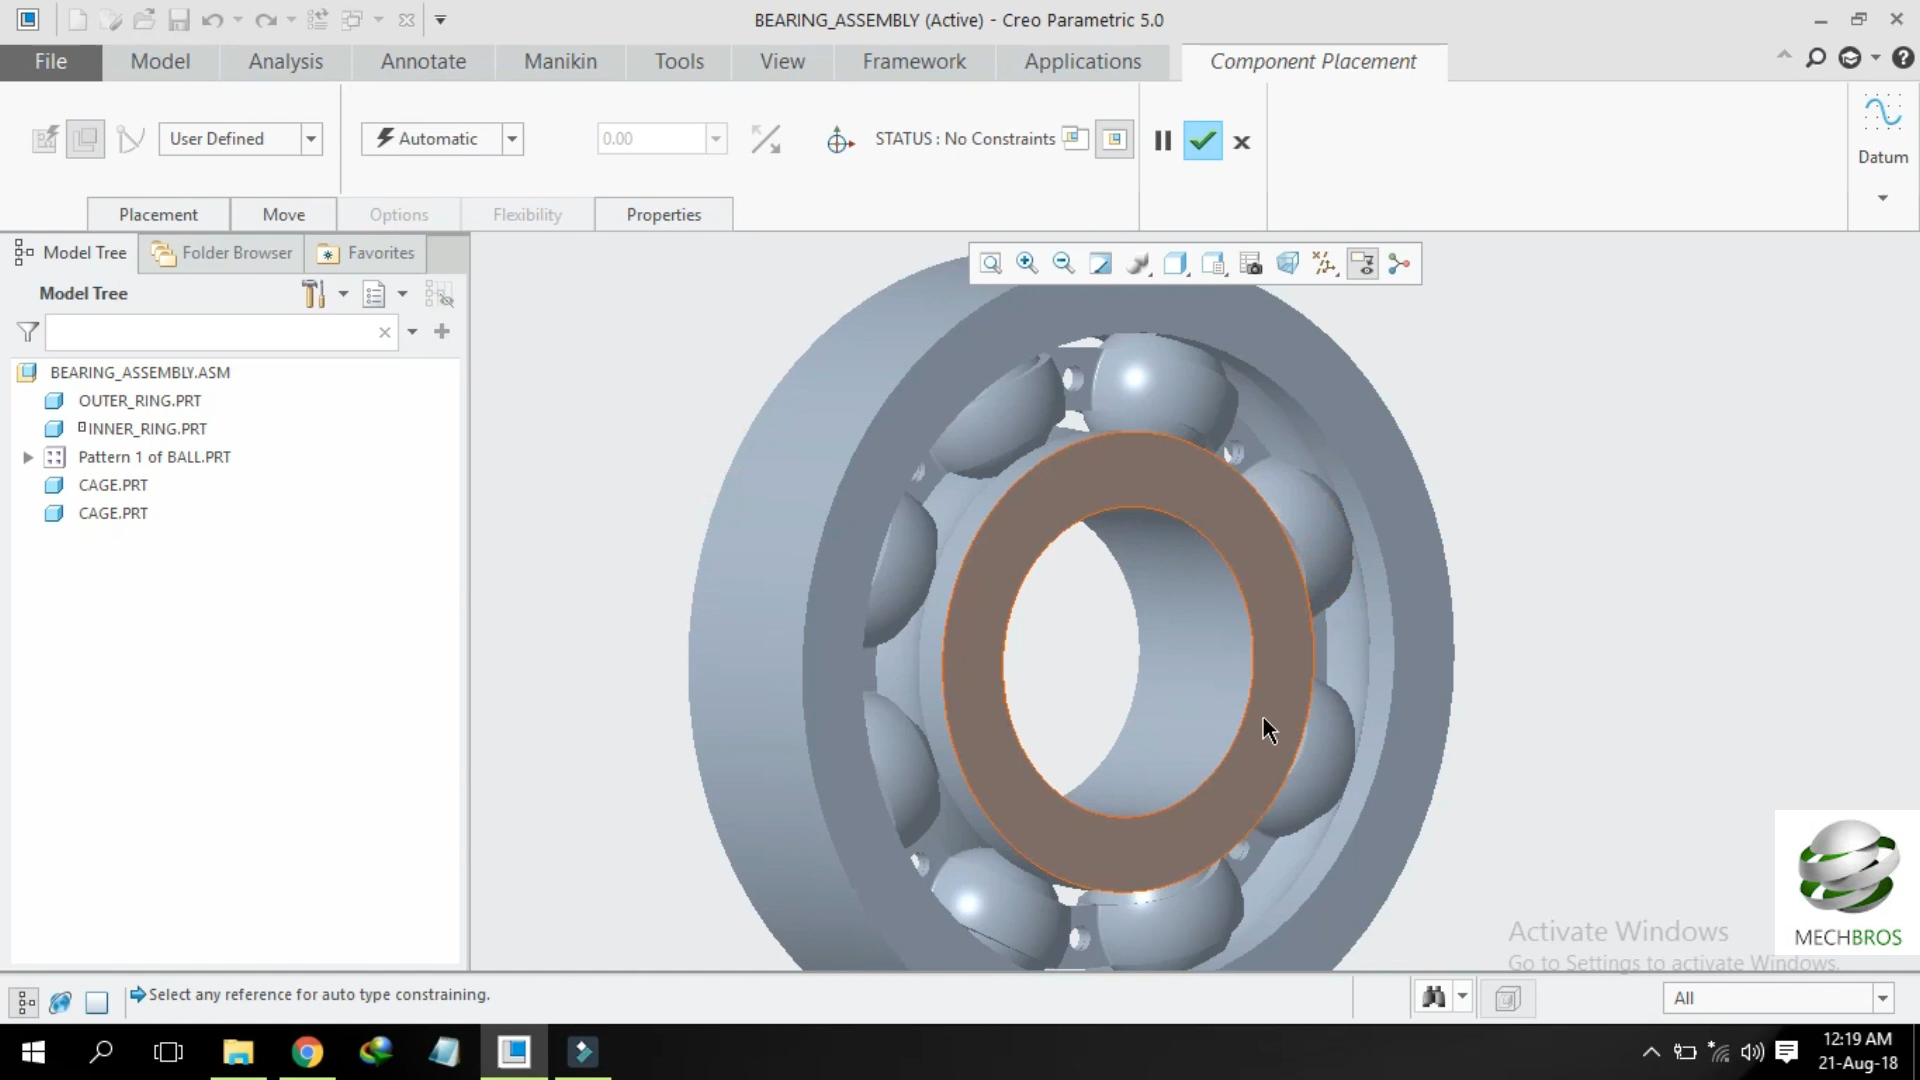 BEARING_ASSEMBLY (Active) - Creo Parametric 5.0
File Model Analysis Annotate Manikin Tools View Framework Applications Component Placement
User Defined Automatic 0.00 STATUS : No Constraints
Datum
Placement Move Options Flexibility Properties
Model Tree Folder Browser Favorites
Model Tree
BEARING_ASSEMBLY.ASM
OUTER_RING.PRT
INNER_RING.PRT
Pattern 1 of BALL.PRT
CAGE.PRT
CAGE.PRT
MECHBROS
Activate Windows
Go to Settings to activate Windows.
Select any reference for auto type constraining.
All
12:19 AM
21-Aug-18